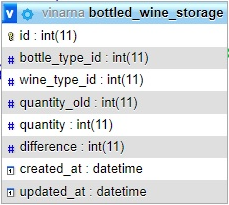 v vinarna bottled_wine_storage
id : int(11)
# bottle_type_id : int(11)
# wine_type_id : int(11)
# quantity_old : int(11)
# quantity : int(11)
# difference : int(11)
created_at : datetime
updated_at : datetime